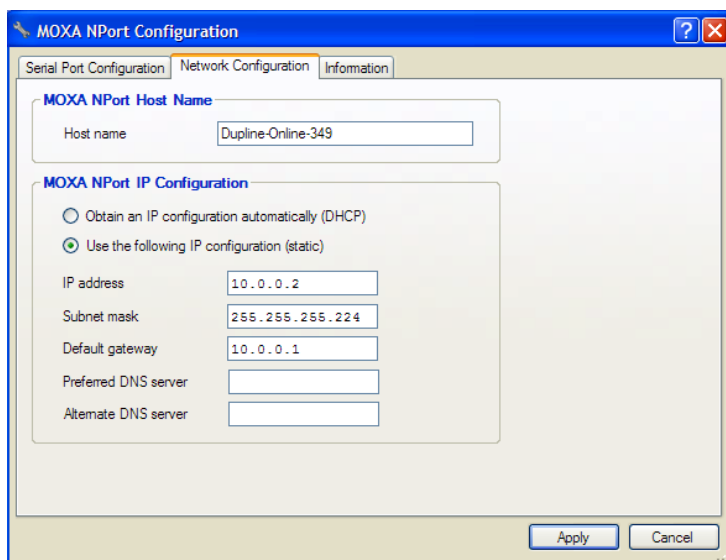 MOXA NPort Configuration
Serial Port Configuration
Network Configuration
Information
MOXA NPort Host Name
Host name
Dupline-Online-349
MOXA NPort IP Configuration
Obtain an IP configuration automatically (DHCP)
Use the following IP configuration (static)
IP address
10.0.0.2
Subnet mask
255.255.255.224
Default gateway
10.0.0.1
Preferred DNS server
Alternate DNS server
Apply
Cancel